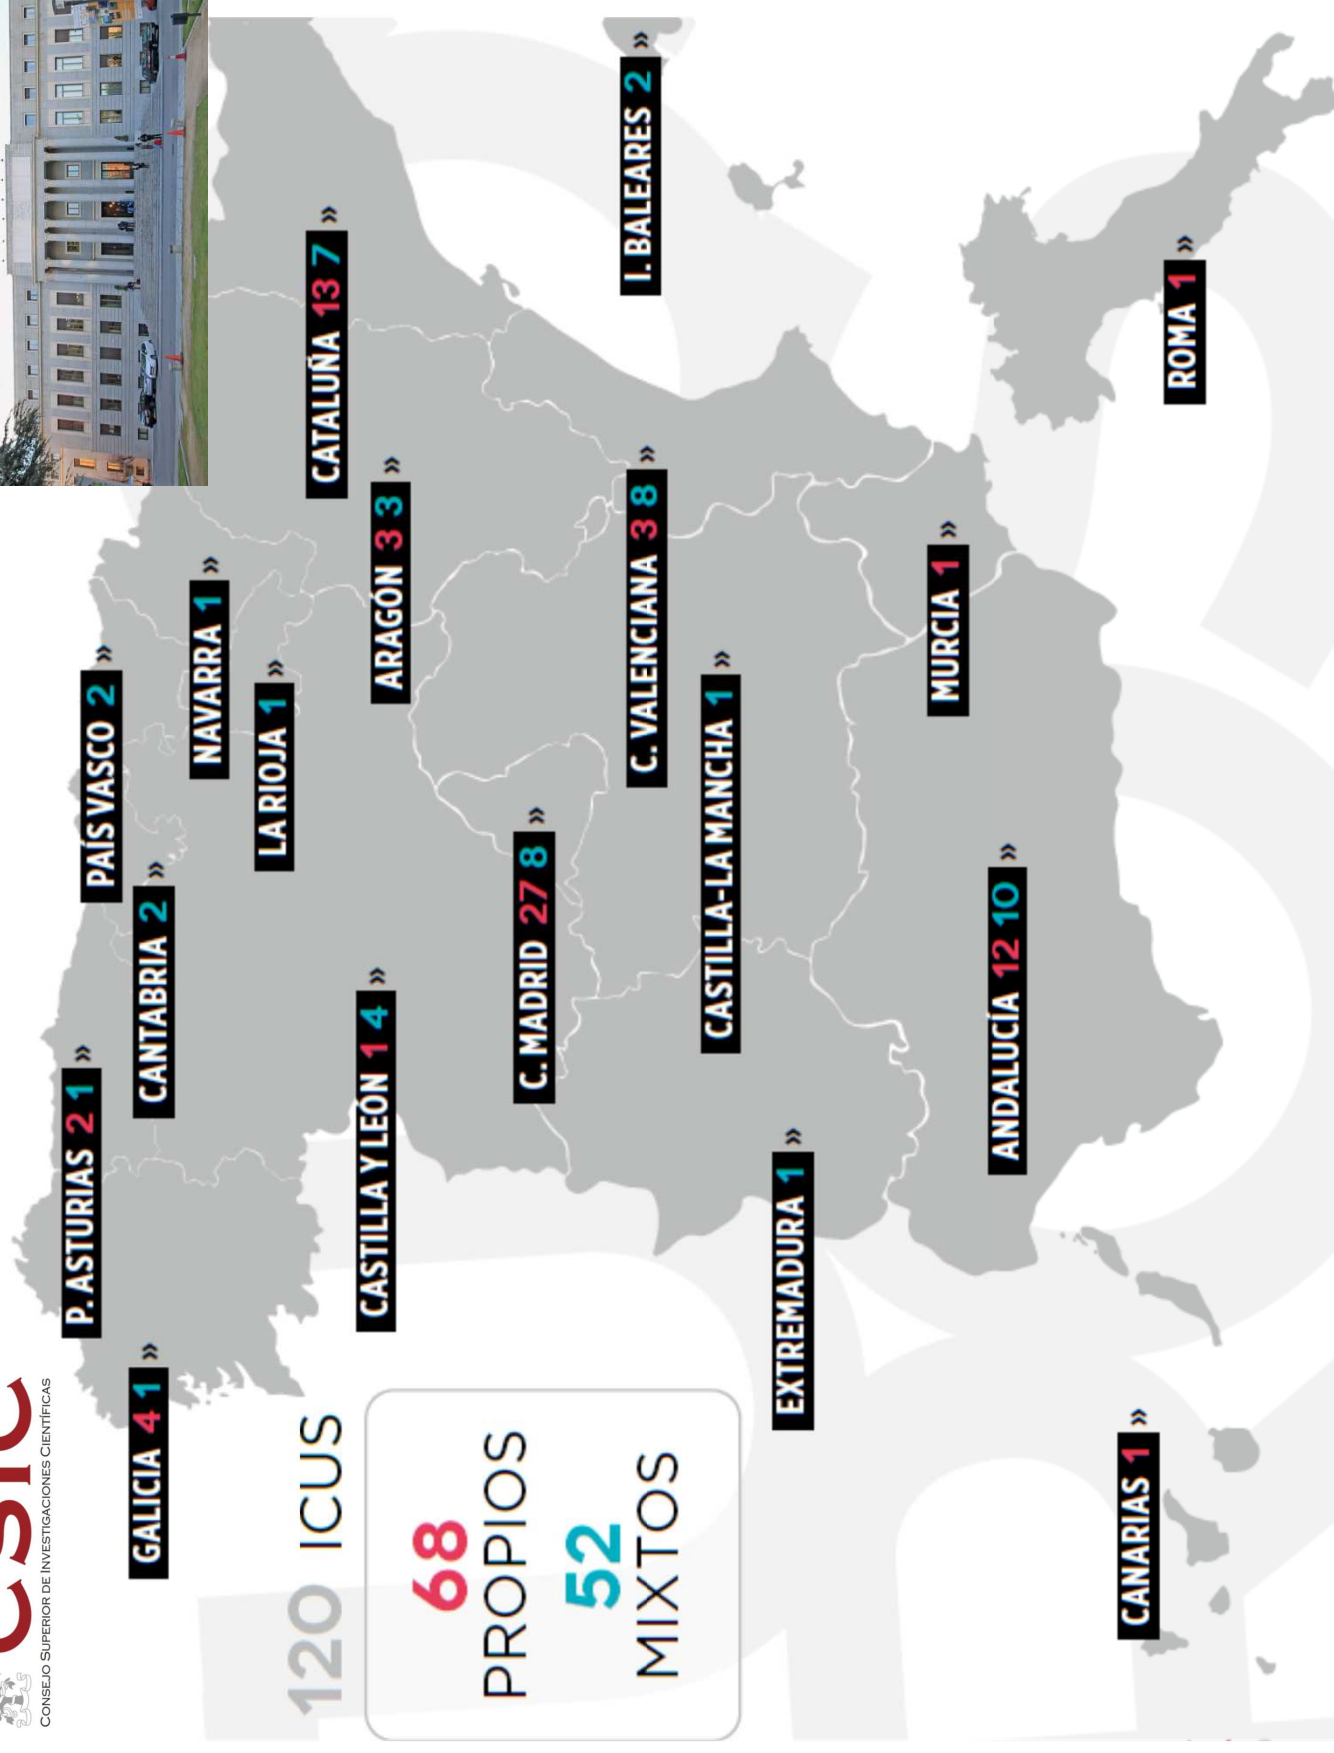 CSIC
CONSEJO SUPERIOR DE INVESTIGACIONES CIENTÍFICAS
GALICIA 4 1 »
P. ASTURIAS 2 1 »
CANTABRIA 2 »
PAÍS VASCO 2 »
NAVARRA 1 »
LA RIOJA 1 »
CATALUÑA 13 7 »
ARAGÓN 3 3 »
CASTILLA Y LEÓN 1 4 »
120 ICUS
68
PROPIOS
52
MIXTOS
C. MADRID 27 8 »
I. BALEARES 2 »
C. VALENCIANA 3 8 »
CASTILLA-LA MANCHA 1 »
EXTREMADURA 1 »
MURCIA 1 »
ANDALUCÍA 12 10 »
CANARIAS 1 »
ROMA 1 »